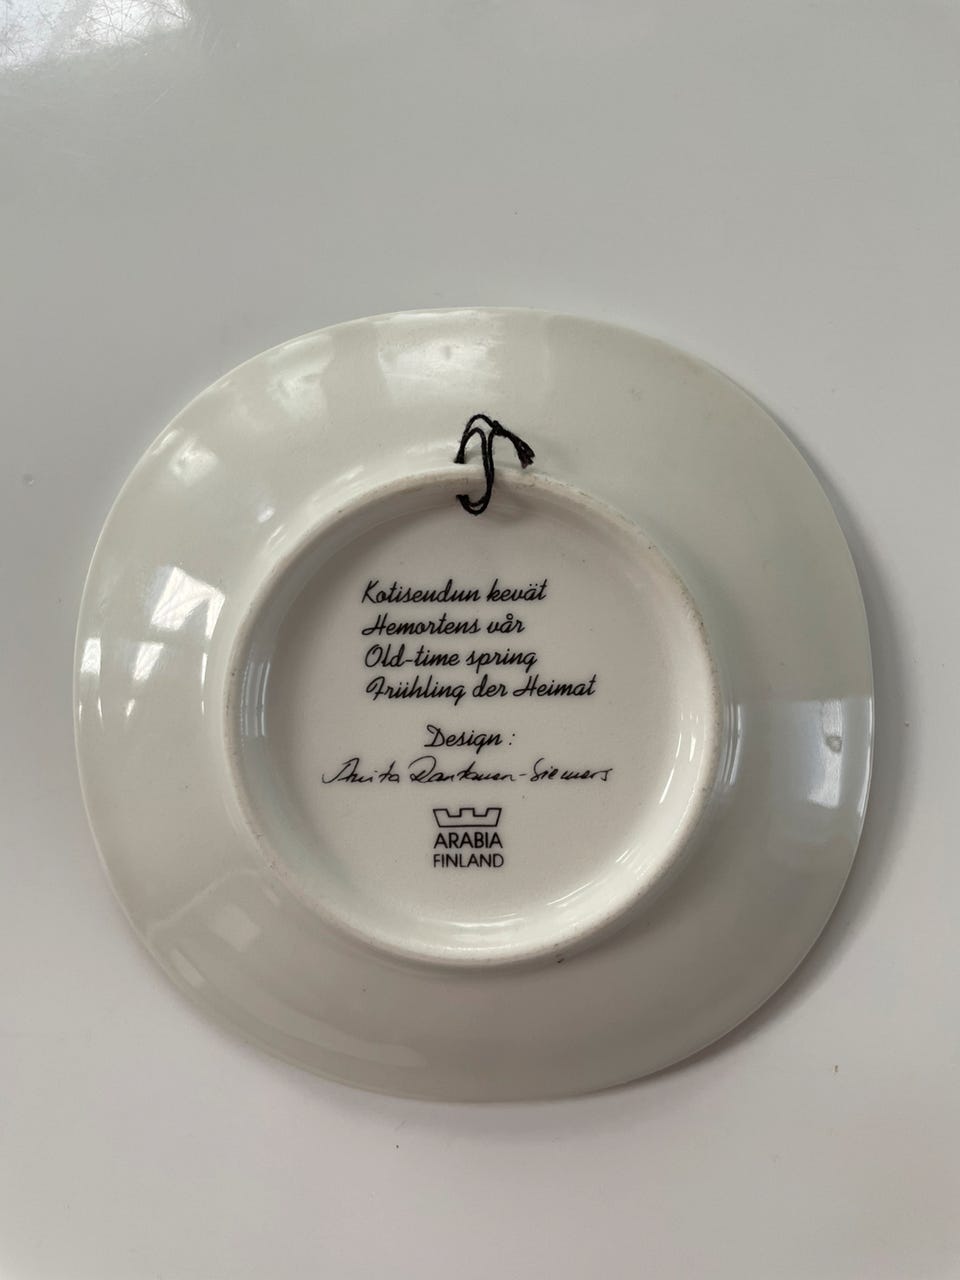 Kotiseudun kevät
Hemortens vår
Old-time spring
Frühling der Heimat
Design :
Anita Rantanen-Siemers
ARABIA
FINLAND